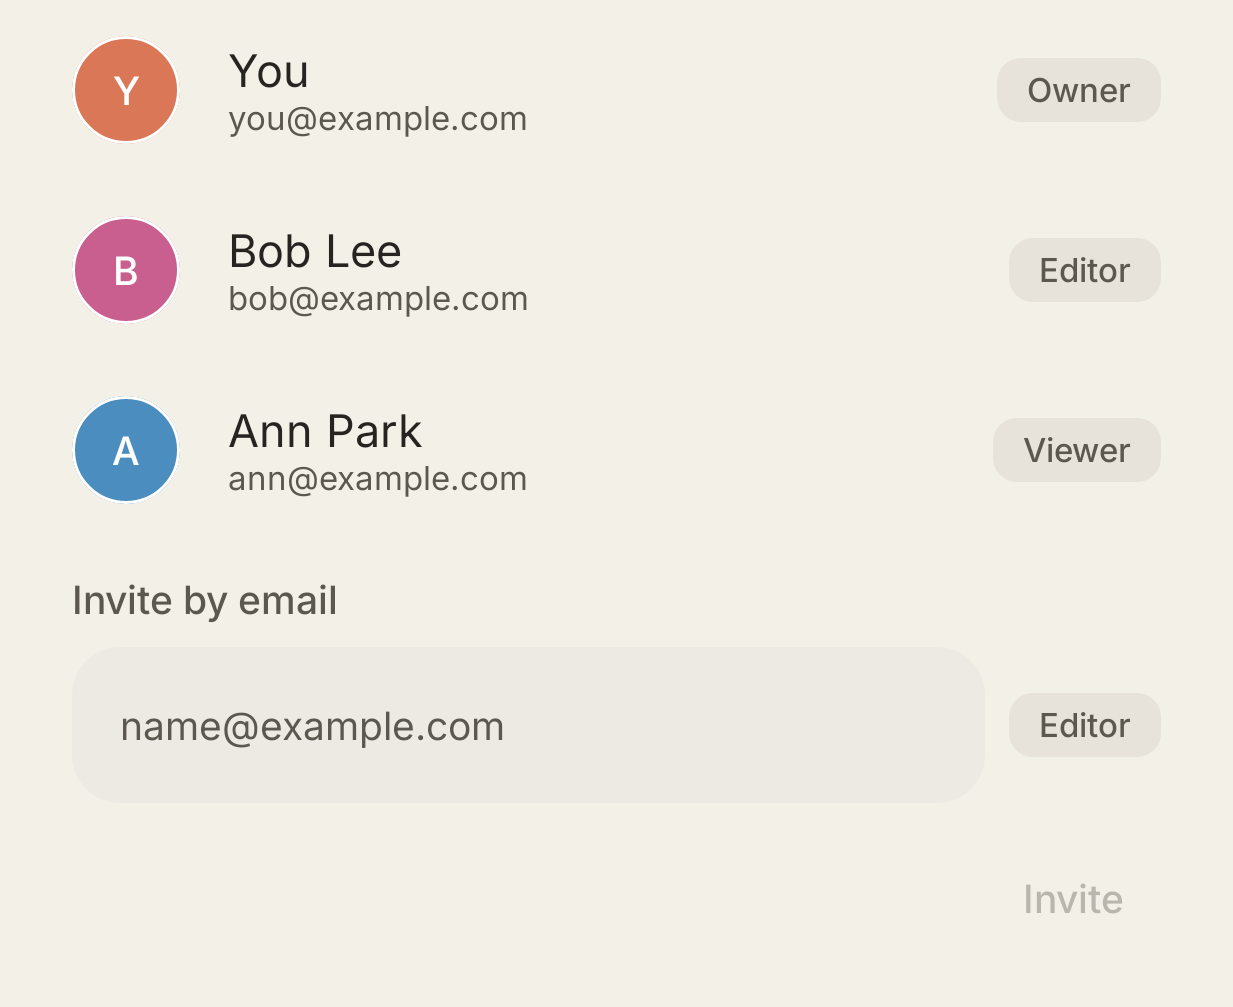 Y
You
you@example.com
Owner
B
Bob Lee
bob@example.com
Editor
A
Ann Park
ann@example.com
Viewer
Invite by email
name@example.com
Editor
Invite